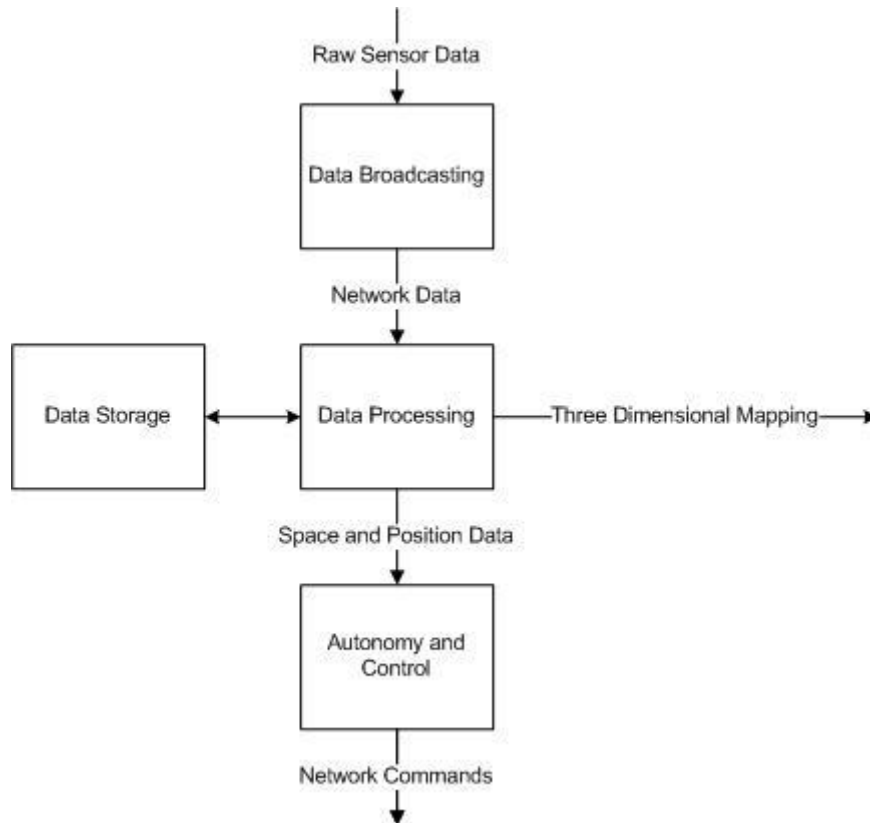 Raw Sensor Data
Data Broadcasting
Network Data
Data Storage
Data Processing
Three Dimensional Mapping
Space and Position Data
Autonomy and
Control
Network Commands